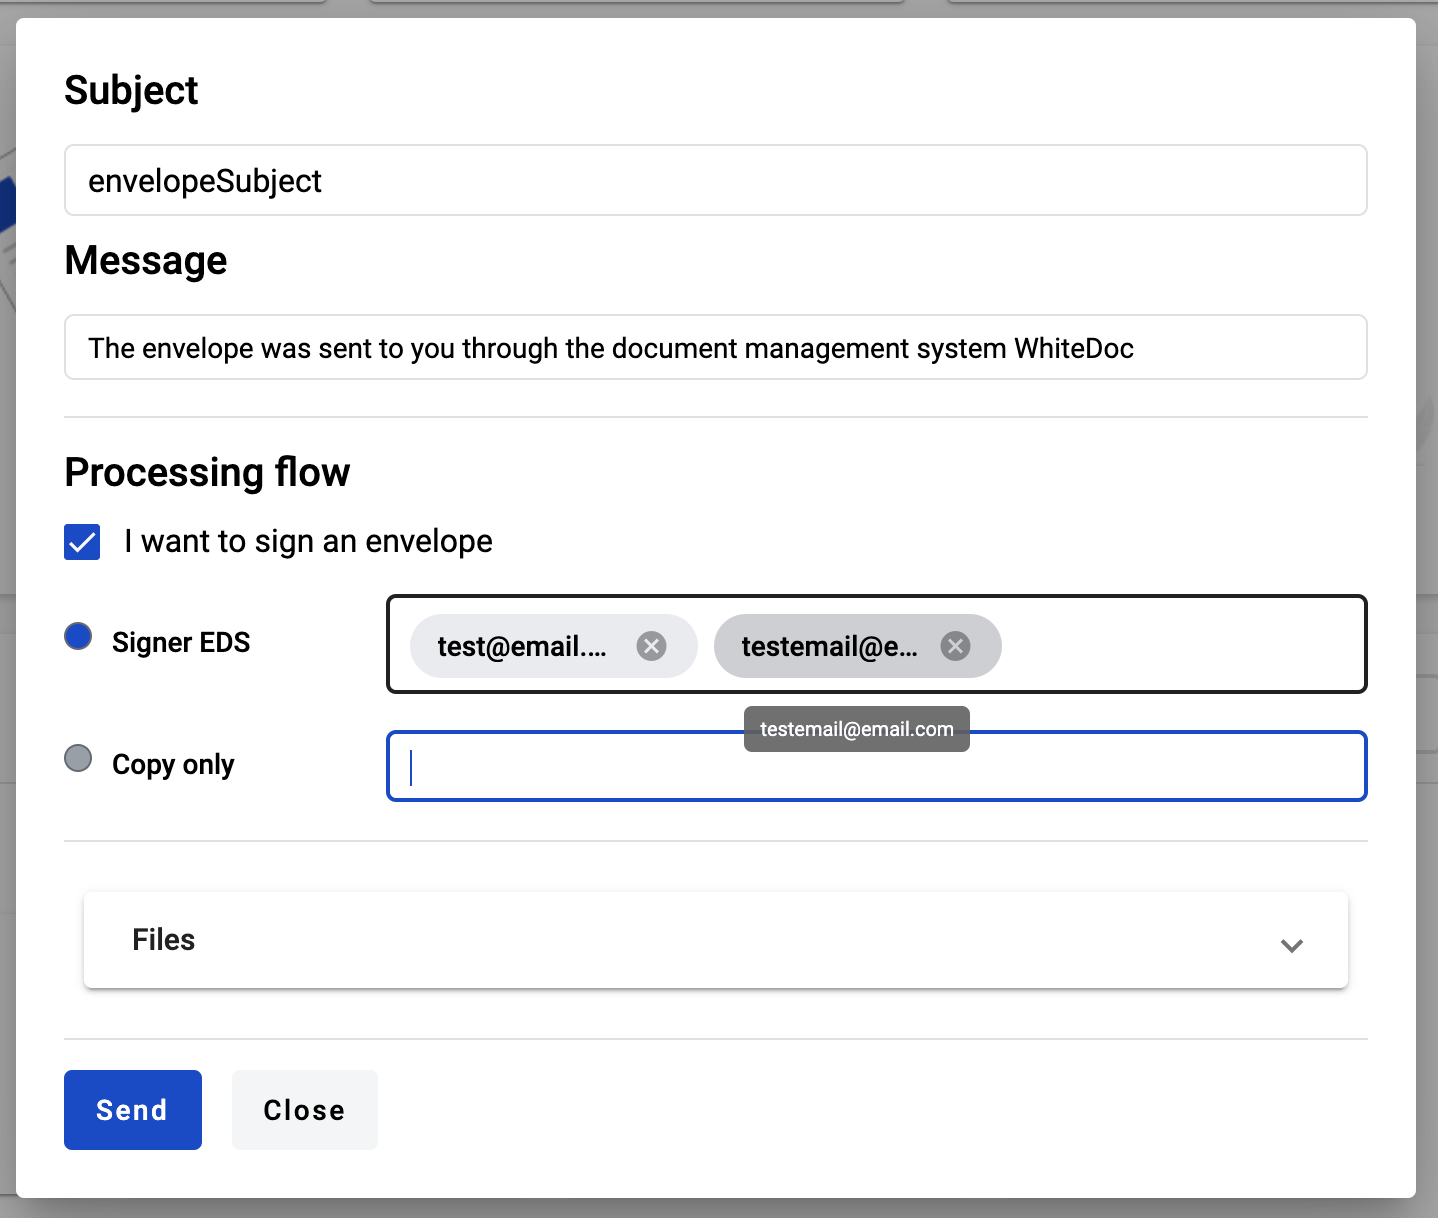 Subject
envelopeSubject
Message
The envelope was sent to you through the document management system WhiteDoc
Processing flow
I want to sign an envelope
Signer EDS
test@email.... testemail@e...
testemail@email.com
Copy only
Files
Send Close